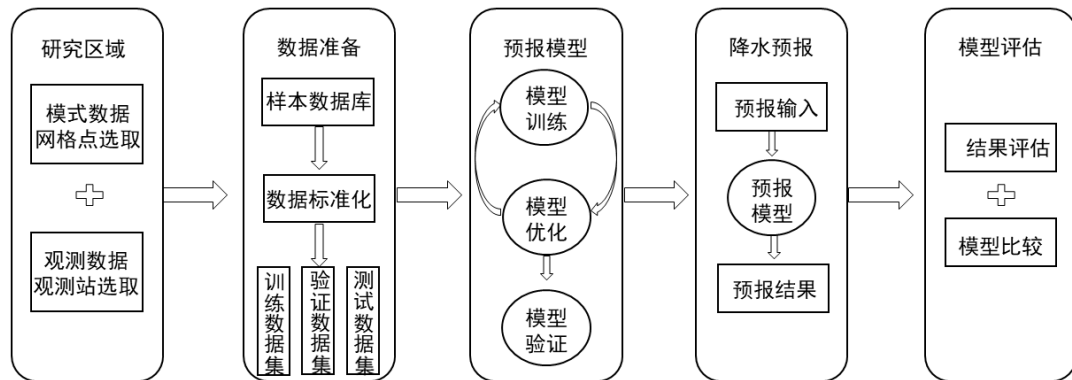 研究区域
模式数据
网格点选取
观测数据
观测站选取
数据准备
样本数据库
数据标准化
训练数据集
验证数据集
测试数据集
预报模型
模型
训练
模型
优化
模型
验证
降水预报
预报输入
预报
模型
预报结果
模型评估
结果评估
模型比较